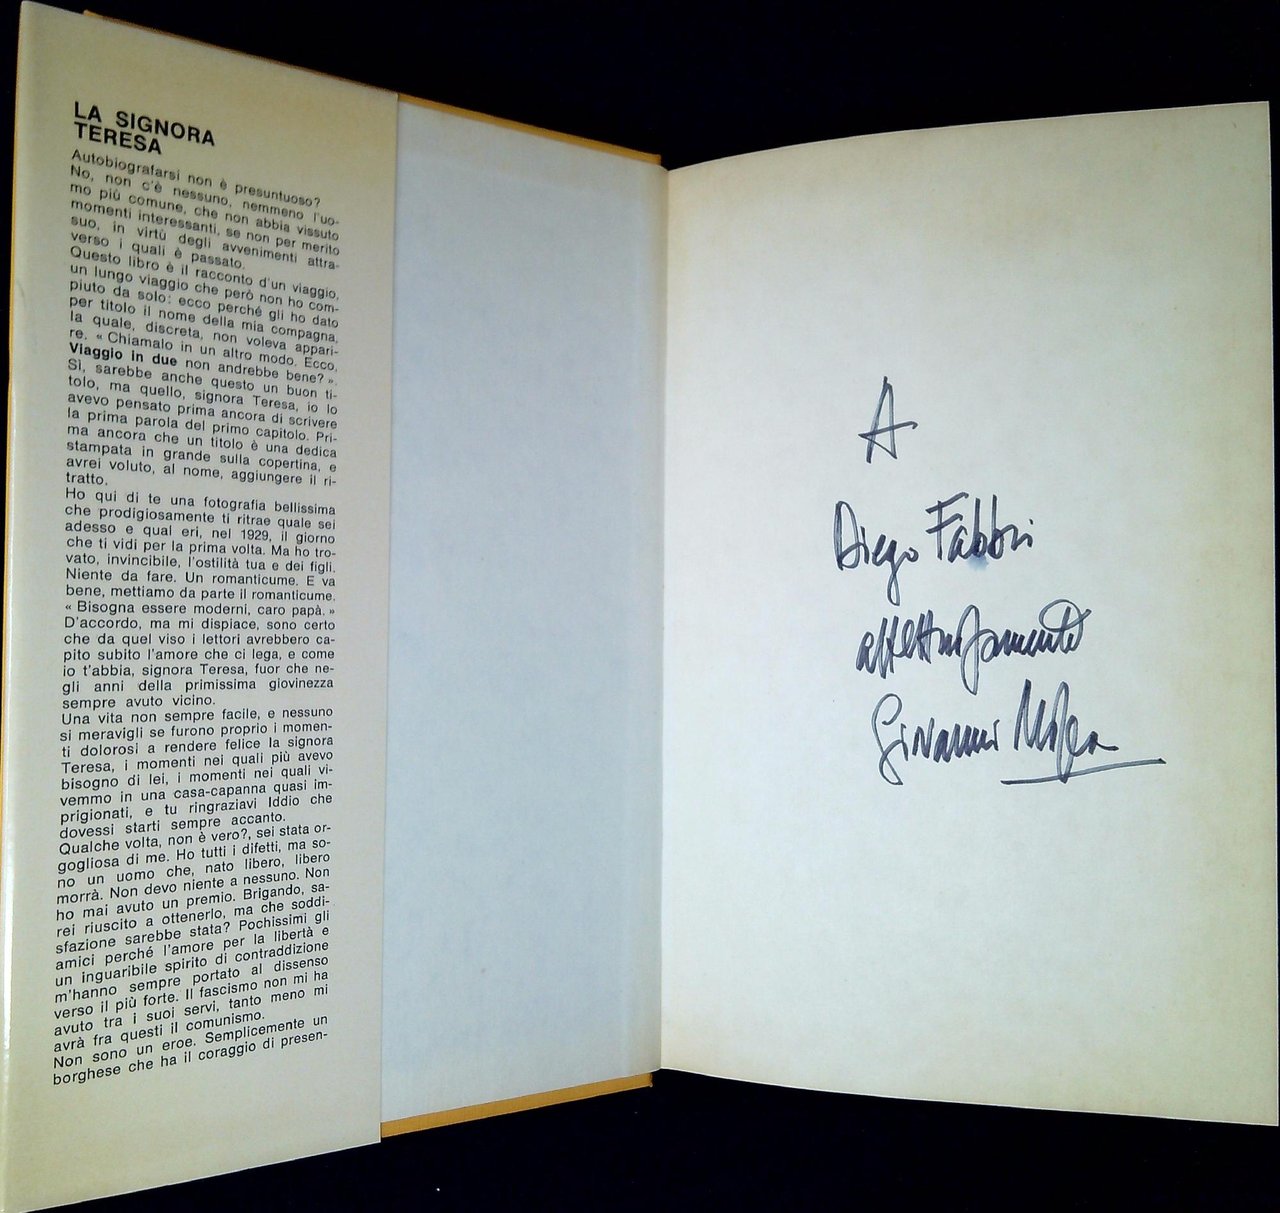 LA SIGNORA
TERESA
Autobiografarsi non è presuntuoso?
No, non c'è nessuno, nemmeno l'uo-
mo più comune, che non abbia vissuto
momenti interessanti, se non per merito
suo, in virtù degli avvenimenti attra-
verso i quali è passato.
Questo libro è il racconto d'un viaggio,
un lungo viaggio che però non ho com-
piuto da solo: ecco perché gli ho dato
per titolo il nome della mia compagna,
la quale, discreta, non voleva appari-
re. « Chiamalo in un altro modo. Ecco,
Viaggio in due non andrebbe bene? ».
Sì, sarebbe anche questo un buon ti-
tolo, ma quello, signora Teresa, io lo
avevo pensato prima ancora di scrivere
la prima parola del primo capitolo. Pri-
ma ancora che un titolo è una dedica
stampata in grande sulla copertina, e
avrei voluto, al nome, aggiungere il ri-
tratto.
Ho qui di te una fotografia bellissima
che prodigiosamente ti ritrae quale sei
adesso e qual eri, nel 1929, il giorno
che ti vidi per la prima volta. Ma ho tro-
vato, invincibile, l'ostilità tua e dei figli.
Niente da fare. Un romanticume. E va
bene, mettiamo da parte il romanticume.
« Bisogna essere moderni, caro papà. »
D'accordo, ma mi dispiace, sono certo
che da quel viso i lettori avrebbero ca-
pito subito l'amore che ci lega, e come
io t'abbia, signora Teresa, fuor che ne-
gli anni della primissima giovinezza
sempre avuto vicino.
Una vita non sempre facile, e nessuno
si meravigli se furono proprio i momen-
ti dolorosi a rendere felice la signora
Teresa, i momenti nei quali più avevo
bisogno di lei, i momenti nei quali vi-
vemmo in una casa-capanna quasi im-
prigionati, e tu ringraziavi Iddio che
dovessi starti sempre accanto.
Qualche volta, non è vero?, sei stata or-
gogliosa di me. Ho tutti i difetti, ma so-
no un uomo che, nato libero, libero
morrà. Non devo niente a nessuno. Non
ho mai avuto un premio. Brigando, sa-
rei riuscito a ottenerlo, ma che soddi-
sfazione sarebbe stata? Pochissimi gli
amici perché l'amore per la libertà e
un inguaribile spirito di contraddizione
m'hanno sempre portato al dissenso
verso il più forte. Il fascismo non mi ha
avuto tra i suoi servi, tanto meno mi
avrà fra questi il comunismo.
Non sono un eroe. Semplicemente un
borghese che ha il coraggio di presen-
A
Diego Fabbri
affettuosamente
Giovanni Mosca